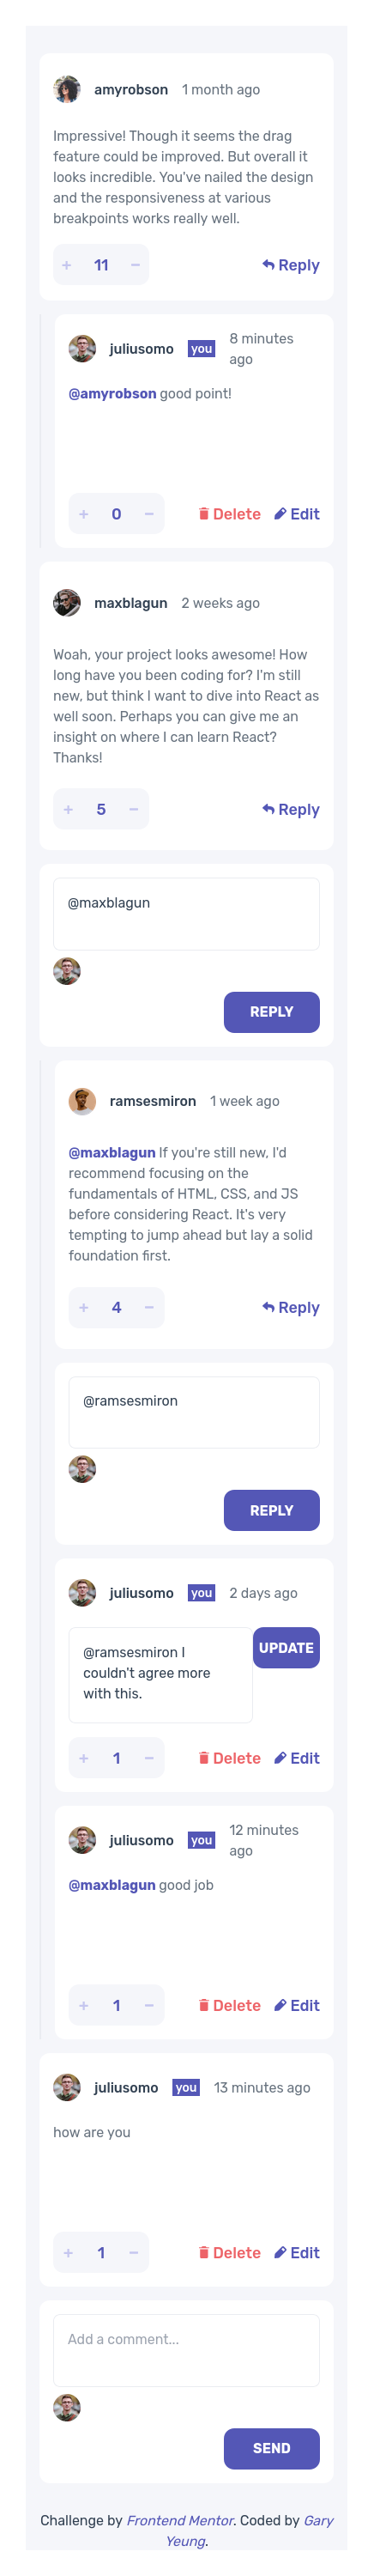 amyrobson 1 month ago
Impressive! Though it seems the drag
feature could be improved. But overall it
looks incredible. You've nailed the design
and the responsiveness at various
breakpoints works really well.
+ 11 − Reply
juliusomo you 8 minutes
ago
@amyrobson good point!
+ 0 − Delete Edit
maxblagun 2 weeks ago
Woah, your project looks awesome! How
long have you been coding for? I'm still
new, but think I want to dive into React as
well soon. Perhaps you can give me an
insight on where I can learn React?
Thanks!
+ 5 − Reply
@maxblagun
REPLY
ramsesmiron 1 week ago
@maxblagun If you're still new, I'd
recommend focusing on the
fundamentals of HTML, CSS, and JS
before considering React. It's very
tempting to jump ahead but lay a solid
foundation first.
+ 4 − Reply
@ramsesmiron
REPLY
juliusomo you 2 days ago
@ramsesmiron I
couldn't agree more
with this.
UPDATE
+ 1 − Delete Edit
juliusomo you 12 minutes
ago
@maxblagun good job
+ 1 − Delete Edit
juliusomo you 13 minutes ago
how are you
+ 1 − Delete Edit
Add a comment...
SEND
Challenge by Frontend Mentor. Coded by Gary
Yeung.